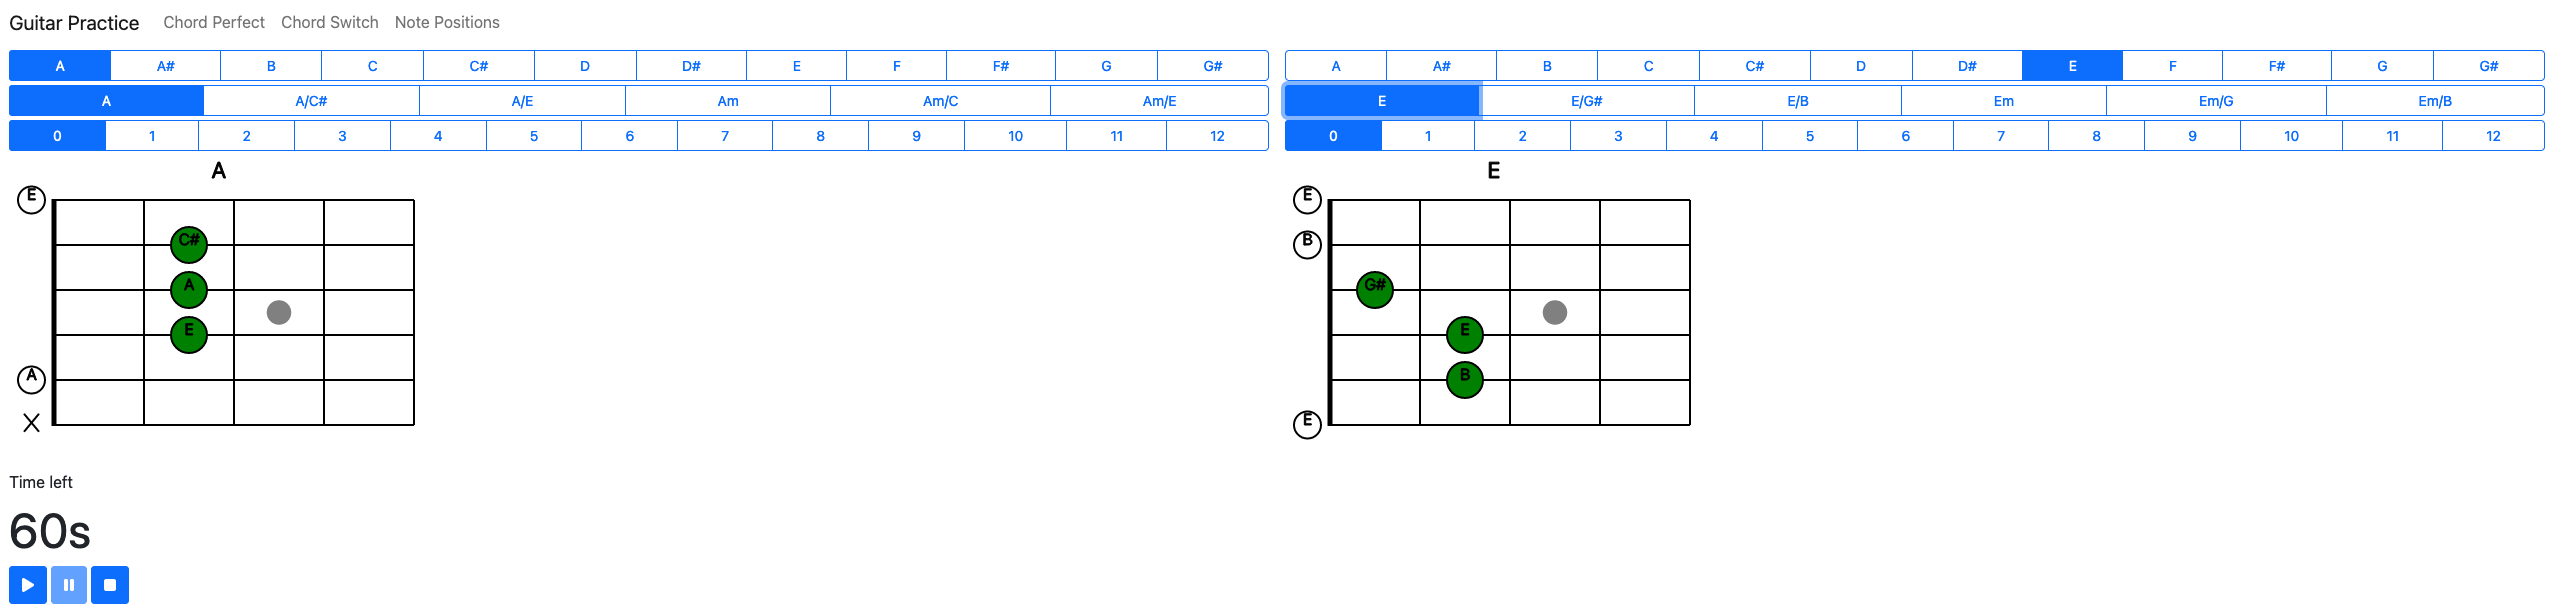 Guitar Practice Chord Perfect Chord Switch Note Positions
A A# B C C# D D# E F F# G G#
A A/C# A/E Am Am/C Am/E
0 1 2 3 4 5 6 7 8 9 10 11 12
A
E
C#
A
E
A
X
A A# B C C# D D# E F F# G G#
E E/G# E/B Em Em/G Em/B
0 1 2 3 4 5 6 7 8 9 10 11 12
E
E
B
G#
E
B
E
Time left
60s